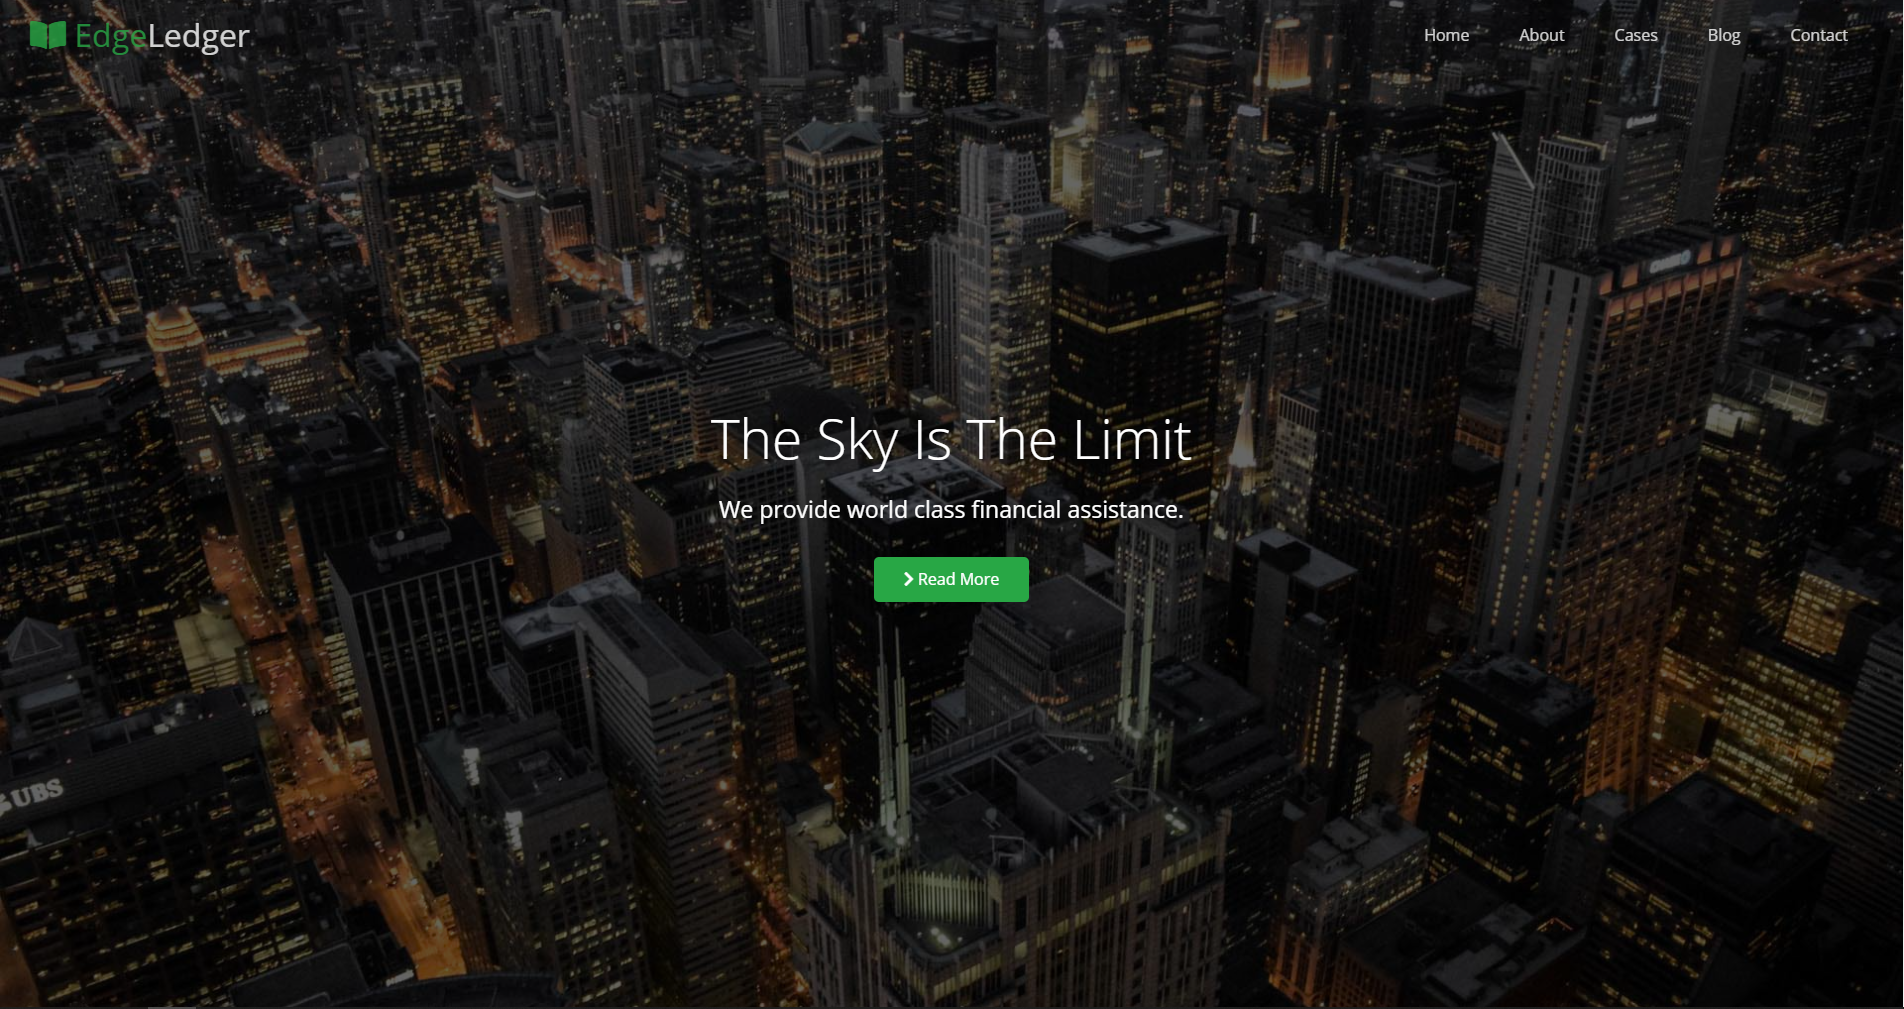 EdgeLedger
Home About Cases Blog Contact
The Sky Is The Limit
We provide world class financial assistance.
Read More
UBS